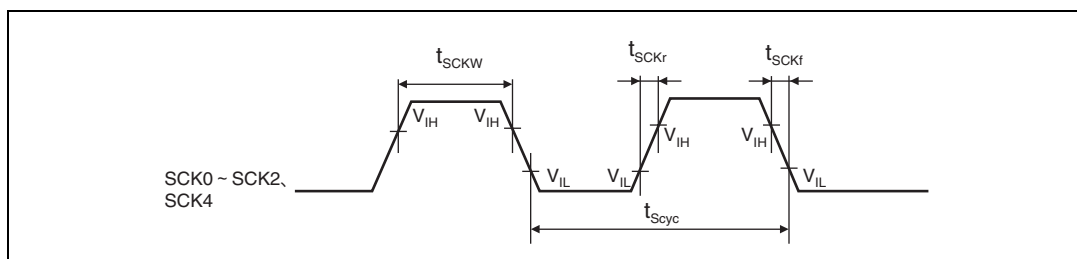 tSCKW
tSCKr
tSCKf
VIH
VIH
VIH
VIH
SCK0 ~ SCK2、
SCK4
VIL
VIL
VIL
tScyc